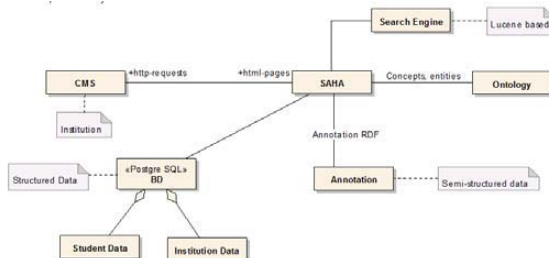 Search Engine
Lucene based
+http-requests
+html-pages
Concepts, entities
CMS
SAHA
Ontology
Institution
Annotation RDF
«Postgre SQL»
BD
Structured Data
Annotation
Semi-structured data
Student Data
Institution Data